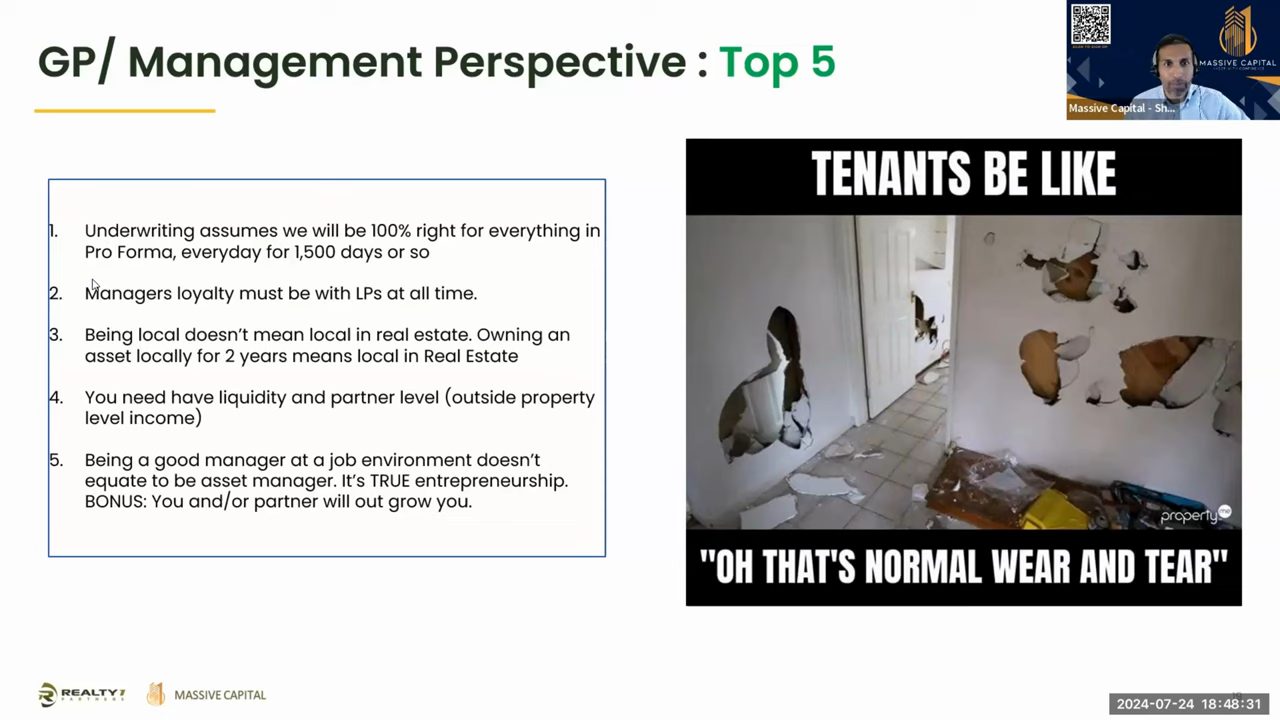 GP/ Management Perspective : Top 5
SCAN TO SIGN UP
MASSIVE CAPITAL
Massive Capital - Sh...
1. Underwriting assumes we will be 100% right for everything in
Pro Forma, everyday for 1,500 days or so
2. Managers loyalty must be with LPs at all time.
3. Being local doesn’t mean local in real estate. Owning an
asset locally for 2 years means local in Real Estate
4. You need have liquidity and partner level (outside property
level income)
5. Being a good manager at a job environment doesn’t
equate to be asset manager. It’s TRUE entrepreneurship.
BONUS: You and/or partner will out grow you.
TENANTS BE LIKE
property me
"OH THAT'S NORMAL WEAR AND TEAR"
REALTY1
PARTNERS
MASSIVE CAPITAL
2024-07-24 18:48:31